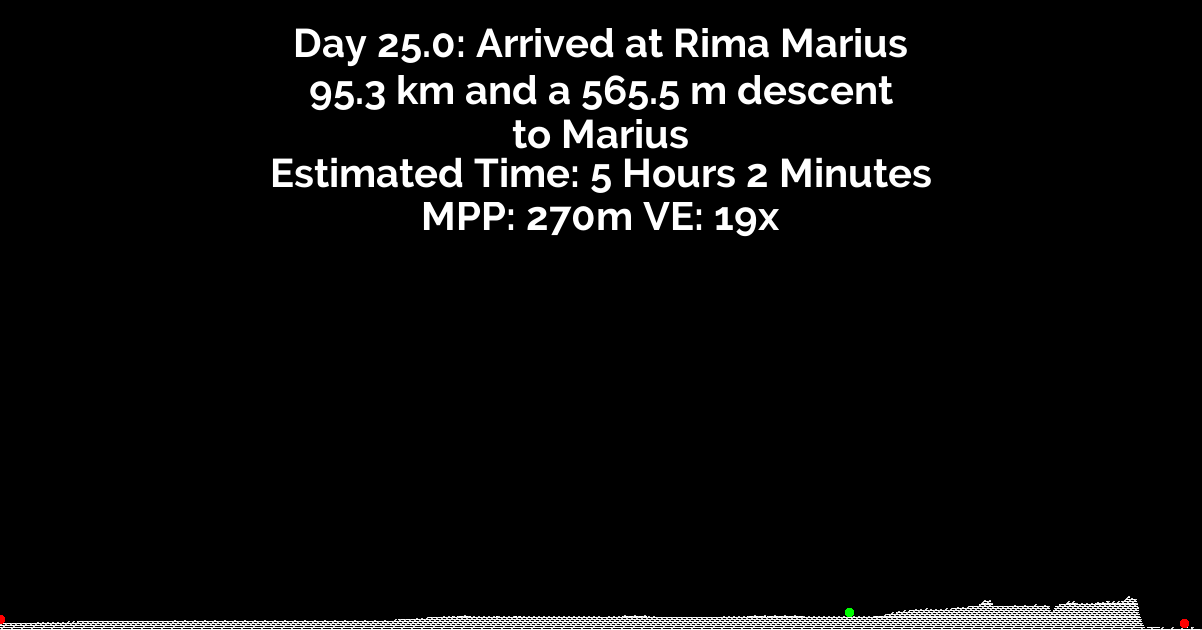 Day 25.0: Arrived at Rima Marius
95.3 km and a 565.5 m descent
to Marius
Estimated Time: 5 Hours 2 Minutes
MPP: 270m VE: 19x